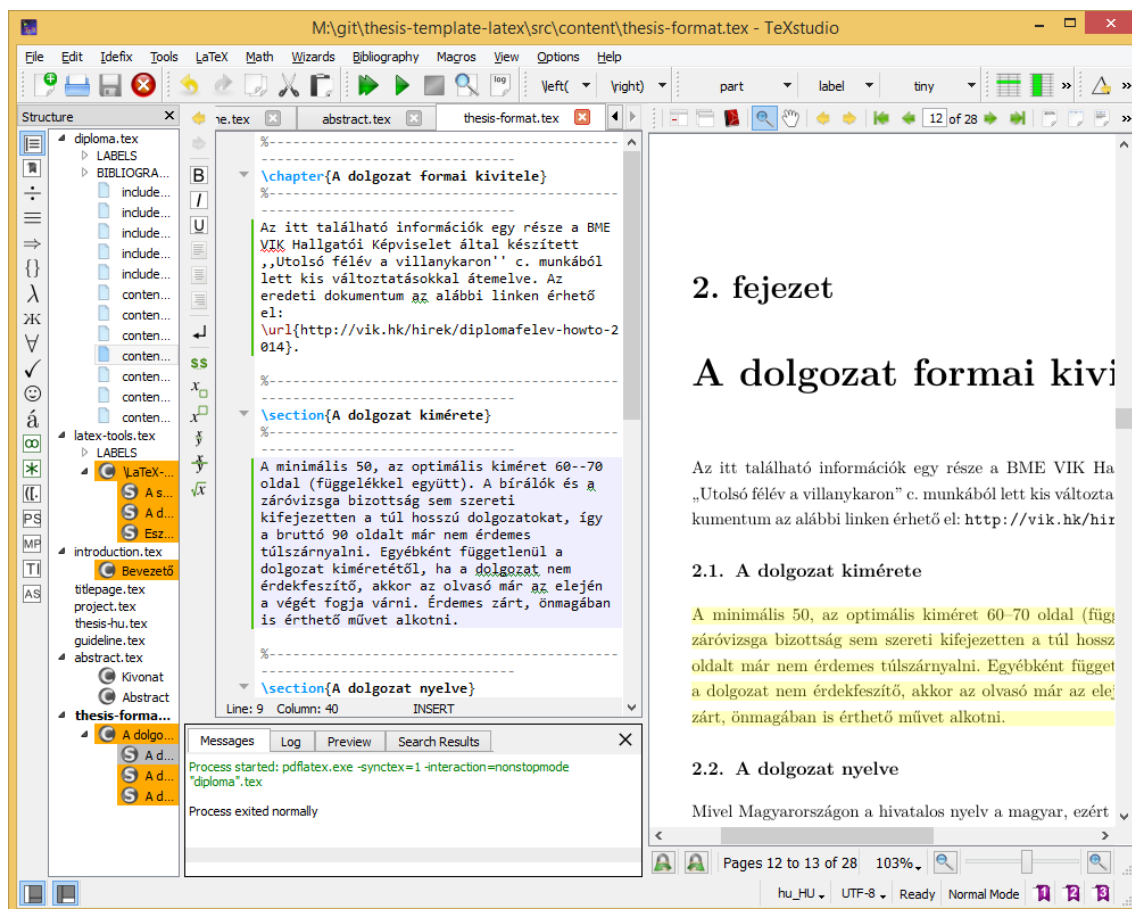 M:\git\thesis-template-latex\src\content\thesis-format.tex - TeXstudio
File Edit Idefix Tools LaTeX Math Wizards Bibliography Macros View Options Help
log \left( \right) part label tiny »  »
Structure
diploma.tex
LABELS
BIBLIOGRA...
include...
include...
include...
include...
include...
conten...
conten...
conten...
conten...
conten...
conten...
conten...
latex-tools.tex
LABELS
\LaTeX-...
A s...
A d...
Esz...
introduction.tex
Bevezető
titlepage.tex
project.tex
thesis-hu.tex
guideline.tex
abstract.tex
Kivonat
Abstract
thesis-forma...
A dolgo...
A d...
A d...
A d...
PS
MP
TI
AS
B
I
U
$$
ne.tex abstract.tex thesis-format.tex
%----------------------------------------
-----------------------------
\chapter{A dolgozat formai kivitele}
%----------------------------------------
-----------------------------
Az itt található információk egy része a BME
VIK Hallgatói Képviselet által készített
,,Utolsó félév a villanykaron'' c. munkából
lett kis változtatásokkal átemelve. Az
eredeti dokumentum az alábbi linken érhető
el:
\url{http://vik.hk/hirek/diplomafelev-howto-2
014}.
%----------------------------------------
-----------------------------
\section{A dolgozat kimérete}
%----------------------------------------
-----------------------------
A minimális 50, az optimális kiméret 60--70
oldal (függelékkel együtt). A bírálók és a
záróvizsga bizottság sem szereti
kifejezetten a túl hosszú dolgozatokat, így
a bruttó 90 oldalt már nem érdemes
túlszárnyalni. Egyébként függetlenül a
dolgozat kiméretétől, ha a dolgozat nem
érdekfeszítő, akkor az olvasó már az elején
a végét fogja várni. Érdemes zárt, önmagában
is érthető művet alkotni.
%----------------------------------------
-----------------------------
\section{A dolgozat nyelve}
Line: 9 Column: 40 INSERT
Messages Log Preview Search Results
Process started: pdflatex.exe -synctex=1 -interaction=nonstopmode
"diploma".tex
Process exited normally
12 of 28 »
2. fejezet
A dolgozat formai kivi
Az itt található információk egy része a BME VIK Ha
„Utolsó félév a villanykaron” c. munkából lett kis változta
kumentum az alábbi linken érhető el: http://vik.hk/hir
2.1. A dolgozat kimérete
A minimális 50, az optimális kiméret 60–70 oldal (függ
záróvizsga bizottság sem szereti kifejezetten a túl hossz
oldalt már nem érdemes túlszárnyalni. Egyébként függet
a dolgozat nem érdekfeszítő, akkor az olvasó már az elej
zárt, önmagában is érthető művet alkotni.
2.2. A dolgozat nyelve
Mivel Magyarországon a hivatalos nyelv a magyar, ezért
Pages 12 to 13 of 28 103%
hu_HU UTF-8 Ready Normal Mode 1 2 3